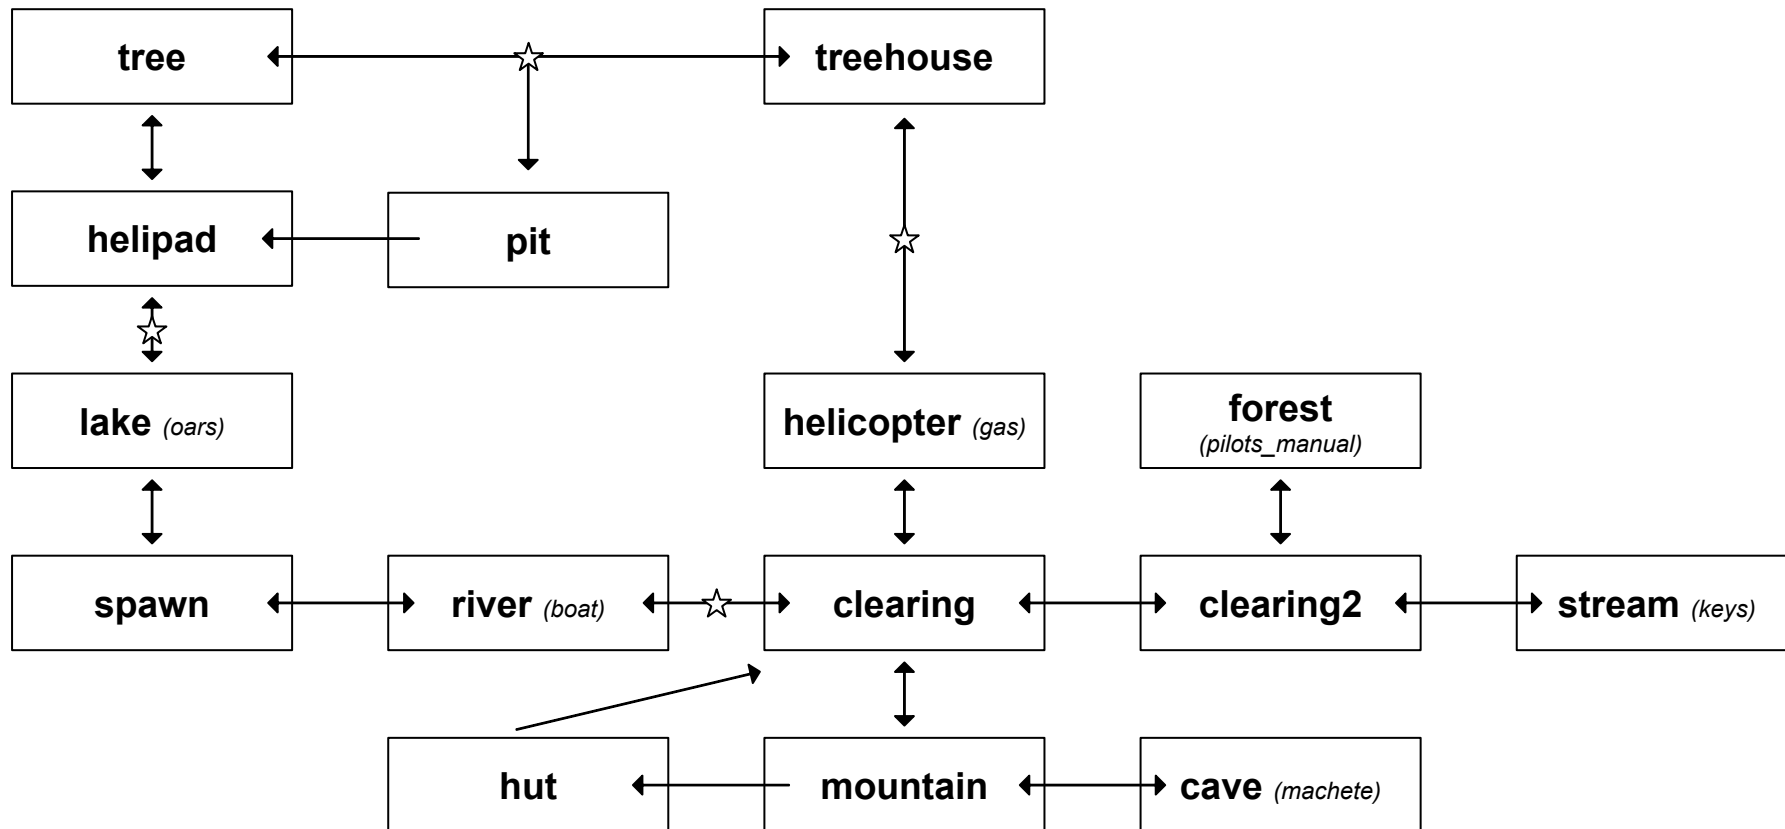 tree
treehouse
helipad
pit
lake (oars)
helicopter (gas)
forest
(pilots_manual)
spawn
river (boat)
clearing
clearing2
stream (keys)
hut
mountain
cave (machete)